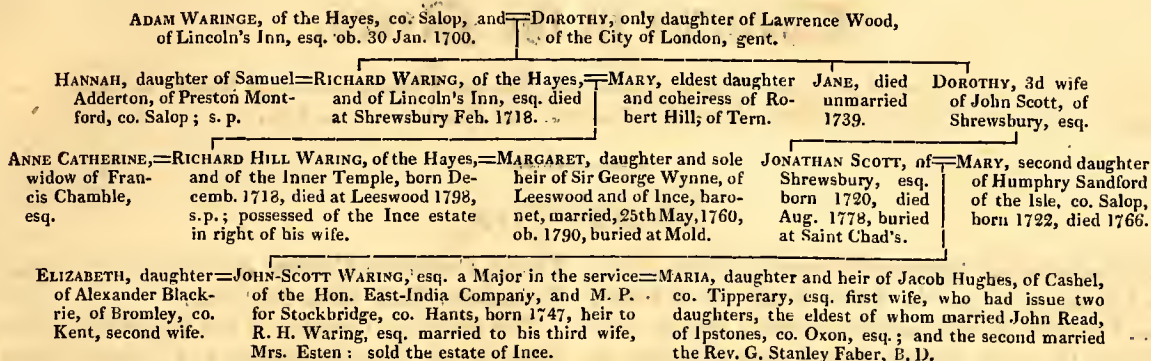 ADAM WARINGE, of the Hayes, co. Salop, and=DOROTHY, only daughter of Lawrence Wood,
of Lincoln's Inn, esq. ob. 30 Jan. 1700.
of the City of London, gent.
HANNAH, daughter of Samuel
Adderton, of Preston Mont-
ford, co. Salop; s. p.
=RICHARD WARING, of the Hayes,
and of Lincoln's Inn, esq. died
at Shrewsbury Feb. 1718.
=MARY, eldest daughter
and coheiress of Ro-
bert Hill, of Tern.
JANE, died
unmarried
1739.
DOROTHY, 3d wife
of John Scott, of
Shrewsbury, esq.
ANNE CATHERINE,
widow of Fran-
cis Chamble,
esq.
=RICHARD HILL WARING, of the Hayes,
and of the Inner Temple, born De-
cemb. 1718, died at Leeswood 1798,
s.p.; possessed of the Ince estate
in right of his wife.
=MARGARET, daughter and sole
heir of Sir George Wynne, of
Leeswood and of Ince, baro-
net, married, 25th May, 1760,
ob. 1790, buried at Mold.
JONATHAN SCOTT, of
Shrewsbury, esq.
born 1720, died
Aug. 1778, buried
at Saint Chad's.
=MARY, second daughter
of Humphry Sandford
of the Isle, co. Salop,
born 1722, died 1766.
ELIZABETH, daughter
of Alexander Black-
rie, of Bromley, co.
Kent, second wife.
=JOHN-SCOTT WARING, esq. a Major in the service
of the Hon. East-India Company, and M. P.
for Stockbridge, co. Hants, born 1747, heir to
R. H. Waring, esq. married to his third wife,
Mrs. Esten: sold the estate of Ince.
=MARIA, daughter and heir of Jacob Hughes, of Cashel,
co. Tipperary, esq. first wife, who had issue two
daughters, the eldest of whom married John Read,
of Ipstones, co. Oxon, esq.; and the second married
the Rev. G. Stanley Faber, B. D.